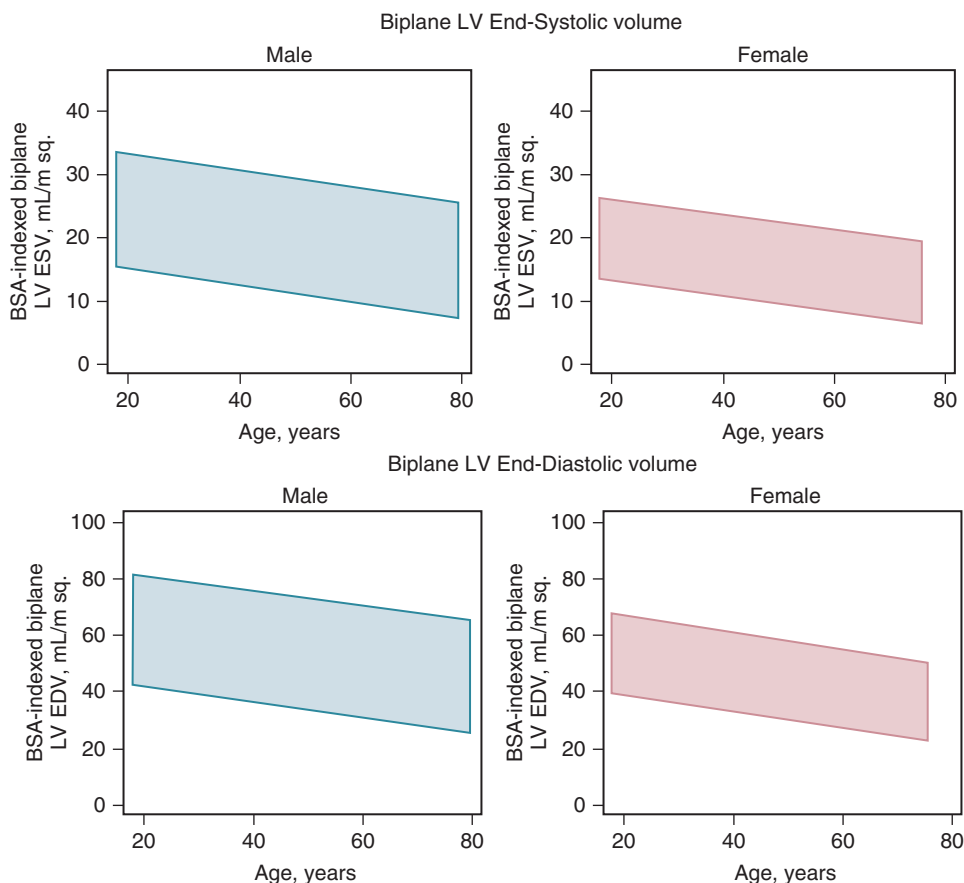 Biplane LV End-Systolic volume
Male
BSA-indexed biplane
LV ESV, mL/m sq.
40
30
20
10
0
20 40 60 80
Age, years
Female
BSA-indexed biplane
LV ESV, mL/m sq.
40
30
20
10
0
20 40 60 80
Age, years
Biplane LV End-Diastolic volume
Male
BSA-indexed biplane
LV EDV, mL/m sq.
100
80
60
40
20
0
20 40 60 80
Age, years
Female
BSA-indexed biplane
LV EDV, mL/m sq.
100
80
60
40
20
0
20 40 60 80
Age, years